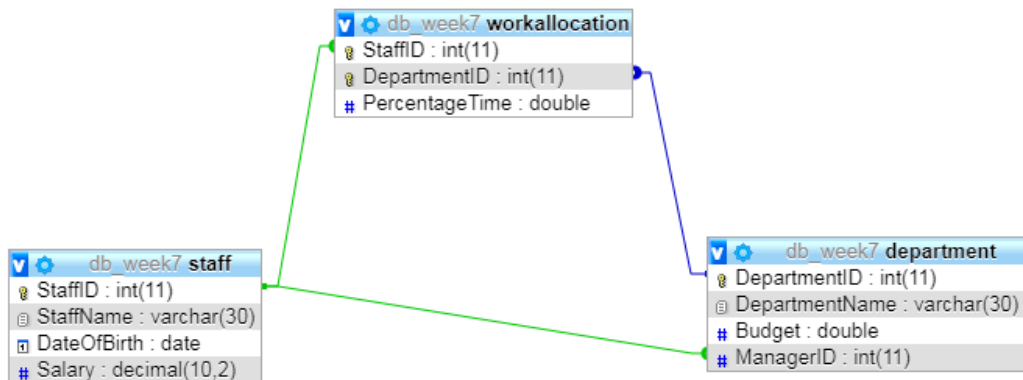 db_week7 workallocation
StaffID : int(11)
DepartmentID : int(11)
# PercentageTime : double
db_week7 staff
StaffID : int(11)
StaffName : varchar(30)
DateOfBirth : date
# Salary : decimal(10,2)
db_week7 department
DepartmentID : int(11)
DepartmentName : varchar(30)
# Budget : double
# ManagerID : int(11)